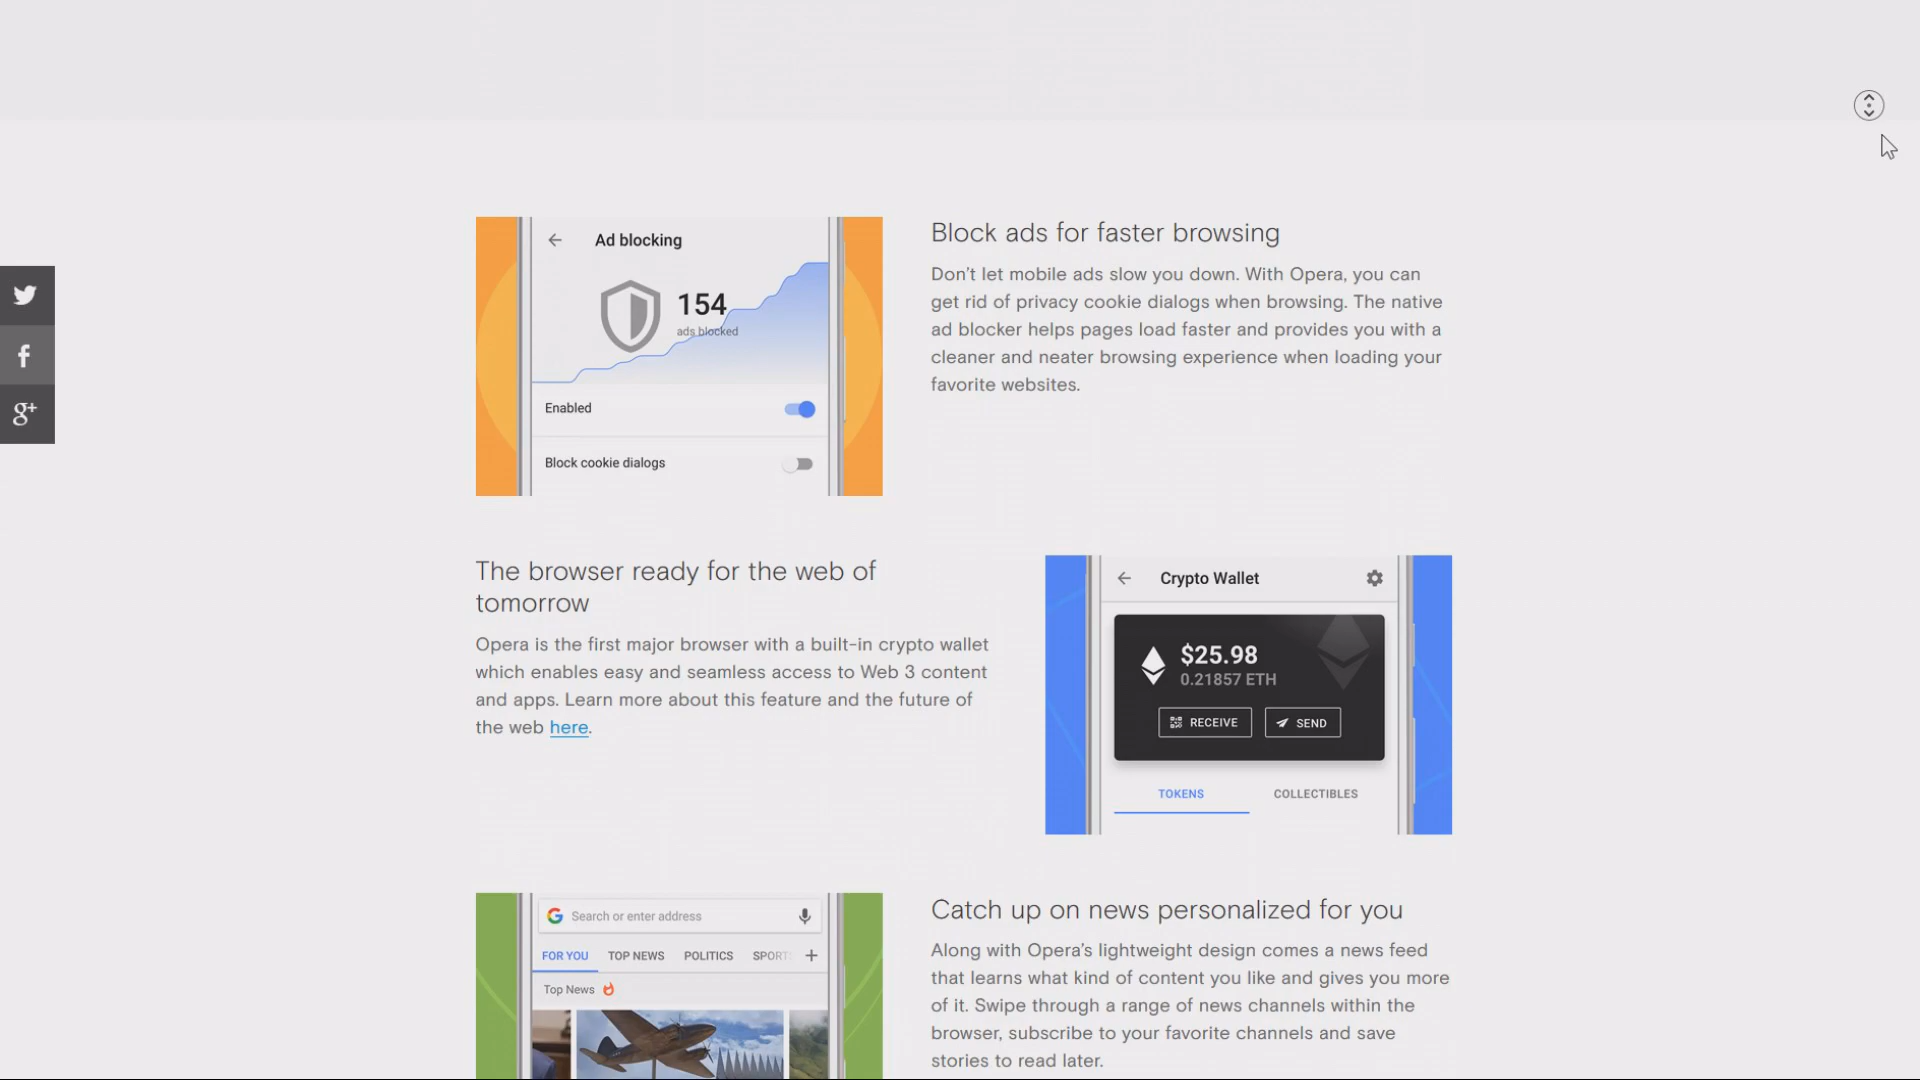 Ad blocking
154
ads blocked
Enabled
Block cookie dialogs
Block ads for faster browsing
Don't let mobile ads slow you down. With Opera, you can
get rid of privacy cookie dialogs when browsing. The native
ad blocker helps pages load faster and provides you with a
cleaner and neater browsing experience when loading your
favorite websites.
g+
The browser ready for the web of
tomorrow
Opera is the first major browser with a built-in crypto wallet
which enables easy and seamless access to Web 3 content
and apps. Learn more about this feature and the future of
the web here.
Crypto Wallet
$25.98
0.21857 ETH
RECEIVE SEND
TOKENS COLLECTIBLES
G Search or enter address
FOR YOU TOP NEWS POLITICS SPORT +
Top News
Catch up on news personalized for you
Along with Opera's lightweight design comes a news feed
that learns what kind of content you like and gives you more
of it. Swipe through a range of news channels within the
browser, subscribe to your favorite channels and save
stories to read later.